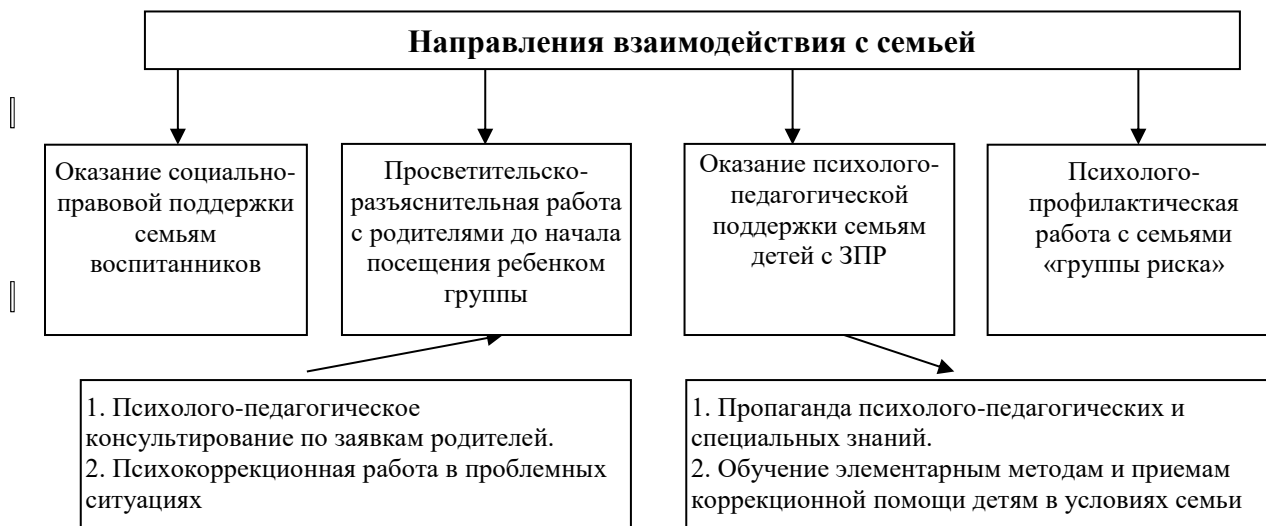 Направления взаимодействия с семьей
Оказание социально-
правовой поддержки
семьям
воспитанников
Просветительско-
разъяснительная работа
с родителями до начала
посещения ребенком
группы
Оказание психолого-
педагогической
поддержки семьям
детей с ЗПР
Психолого-
профилактическая
работа с семьями
«группы риска»
1. Психолого-педагогическое
консультирование по заявкам родителей.
2. Психокоррекционная работа в проблемных
ситуациях
1. Пропаганда психолого-педагогических и
специальных знаний.
2. Обучение элементарным методам и приемам
коррекционной помощи детям в условиях семьи